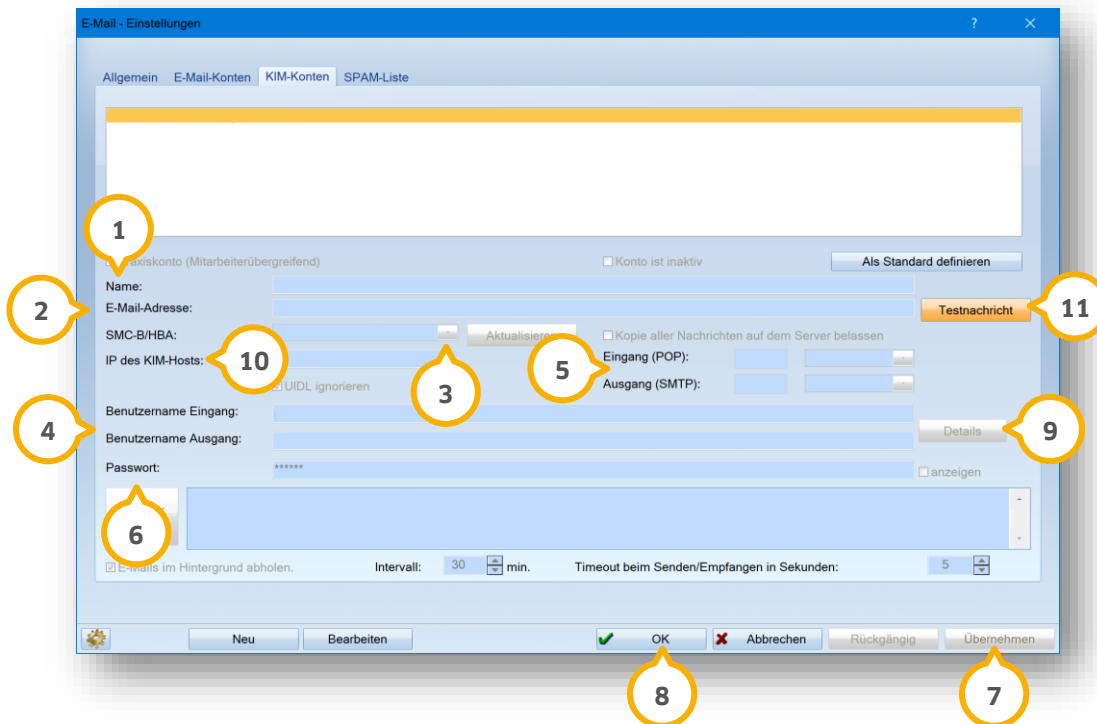 E-Mail - Einstellungen ? ×
Allgemein E-Mail-Konten KIM-Konten SPAM-Liste
1
(Mitarbeiterübergreifend) Konto ist inaktiv Als Standard definieren
Name:
2 E-Mail-Adresse: Testnachricht 11
SMC-B/HBA: Kopie aller Nachrichten auf dem Server belassen
IP des KIM-Hosts: 10 3 5 Eingang (POP):
UIDL ignorieren Ausgang (SMTP):
4 Benutzername Eingang:
Benutzername Ausgang: Details 9
Passwort: ****** anzeigen
6
E-Mails im Hintergrund abholen. Intervall: 30 min. Timeout beim Senden/Empfangen in Sekunden: 5
Neu Bearbeiten OK Abbrechen Rückgängig Übernehmen
8 7